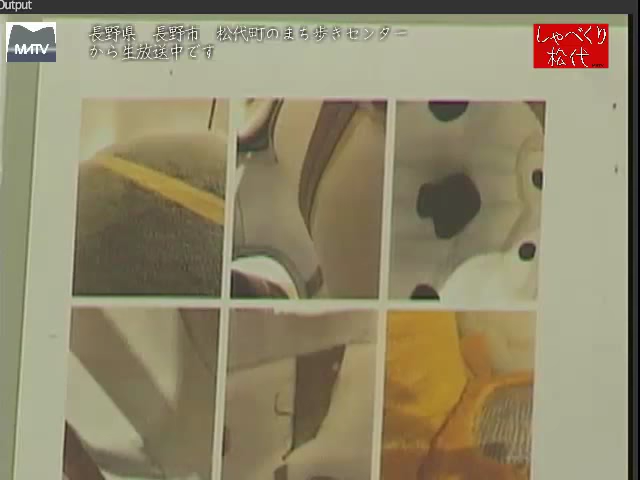 Output
MATV
長野県　長野市　松代町のまち歩きセンター
から生放送中です
しゃべくり
松代